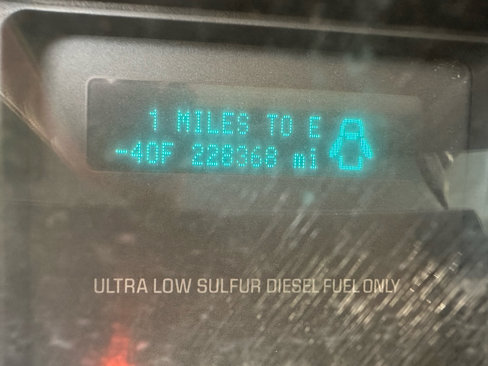 1 MILES TO E
-40F 228368 mi
ULTRA LOW SULFUR DIESEL FUEL ONLY